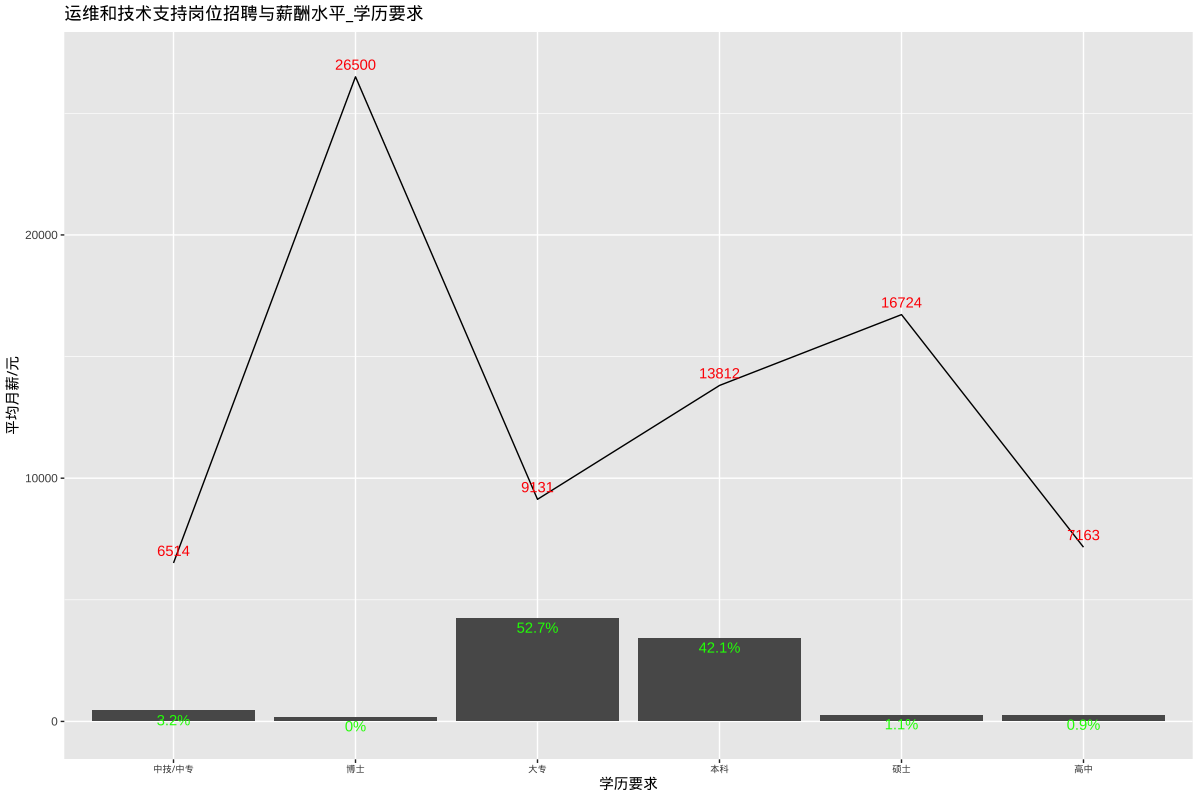 运维和技术支持岗位招聘与薪酬水平_学历要求
26500
20000
16724
13812
平均月薪/元
10000
9131
7163
6514
52.7%
42.1%
3.2%
0%
1.1%
0.9%
0
中技/中专
博士
大专
本科
硕士
高中
学历要求